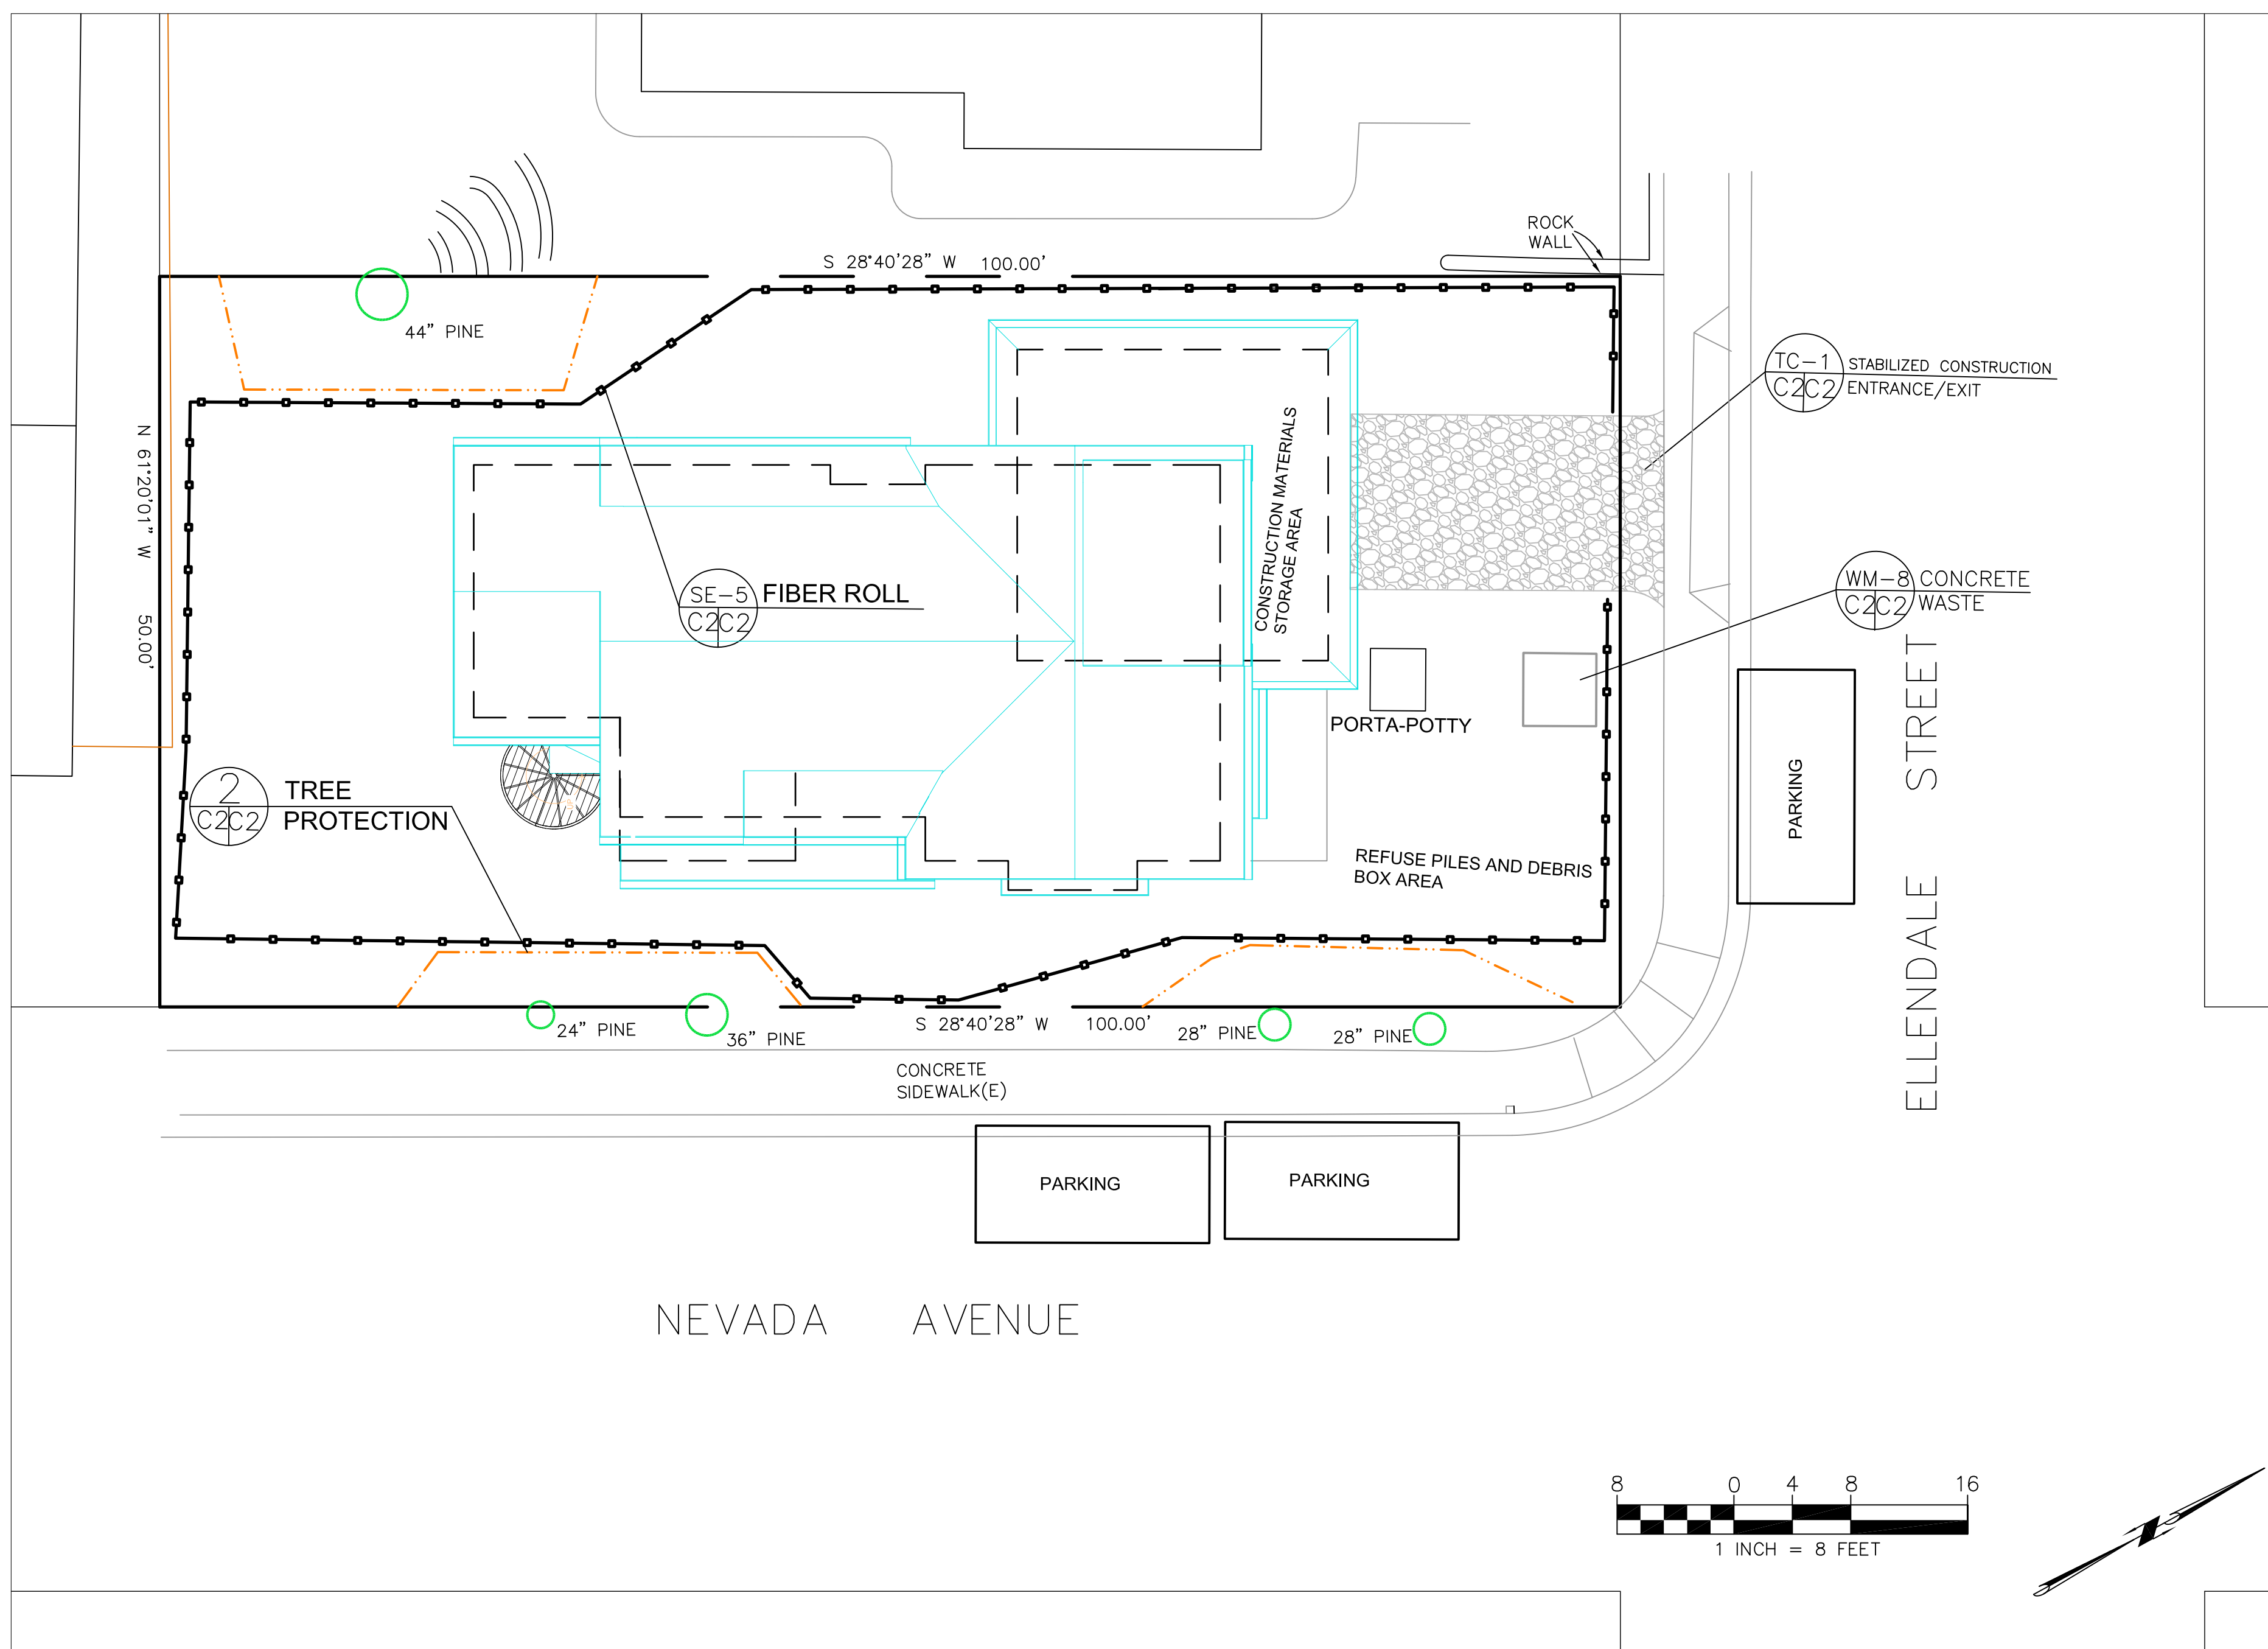 ROCK
WALL
S 28°40'28" W 100.00'
44" PINE
TC-1
C2 C2
STABILIZED CONSTRUCTION
ENTRANCE/EXIT
N 61°20'01" W 50.00'
CONSTRUCTION MATERIALS
STORAGE AREA
SE-5
C2 C2
FIBER ROLL
WM-8
C2 C2
CONCRETE
WASTE
PORTA-POTTY
2
C2 C2
TREE
PROTECTION
PARKING
ELLENDALE STREET
REFUSE PILES AND DEBRIS
BOX AREA
24" PINE
36" PINE
S 28°40'28" W 100.00'
28" PINE
28" PINE
CONCRETE
SIDEWALK(E)
PARKING
PARKING
NEVADA AVENUE
8 0 4 8 16
1 INCH = 8 FEET